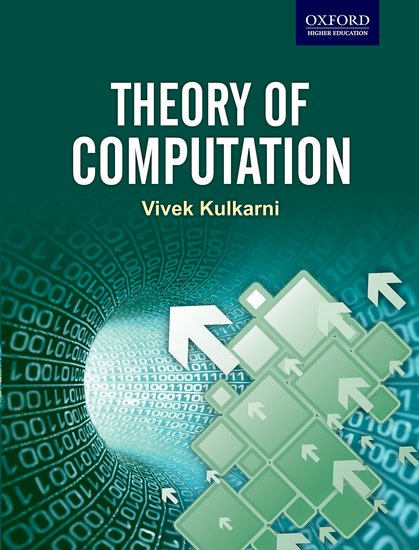 OXFORD
HIGHER EDUCATION
THEORY OF
COMPUTATION
Vivek Kulkarni